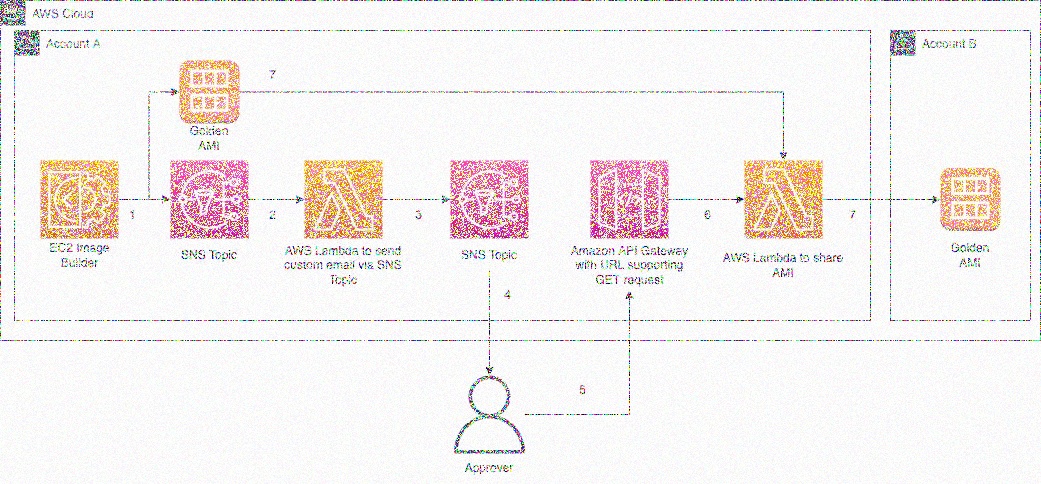 AWS Cloud
Account A
Account B
7
Golden
AMI
1
2
3
6
7
EC2 Image
Builder
SNS Topic
AWS Lambda to send
custom email via SNS
Topic
SNS Topic
Amazon API Gateway
with URL supporting
GET request
AWS Lambda to share
AMI
Golden
AMI
4
5
Approver